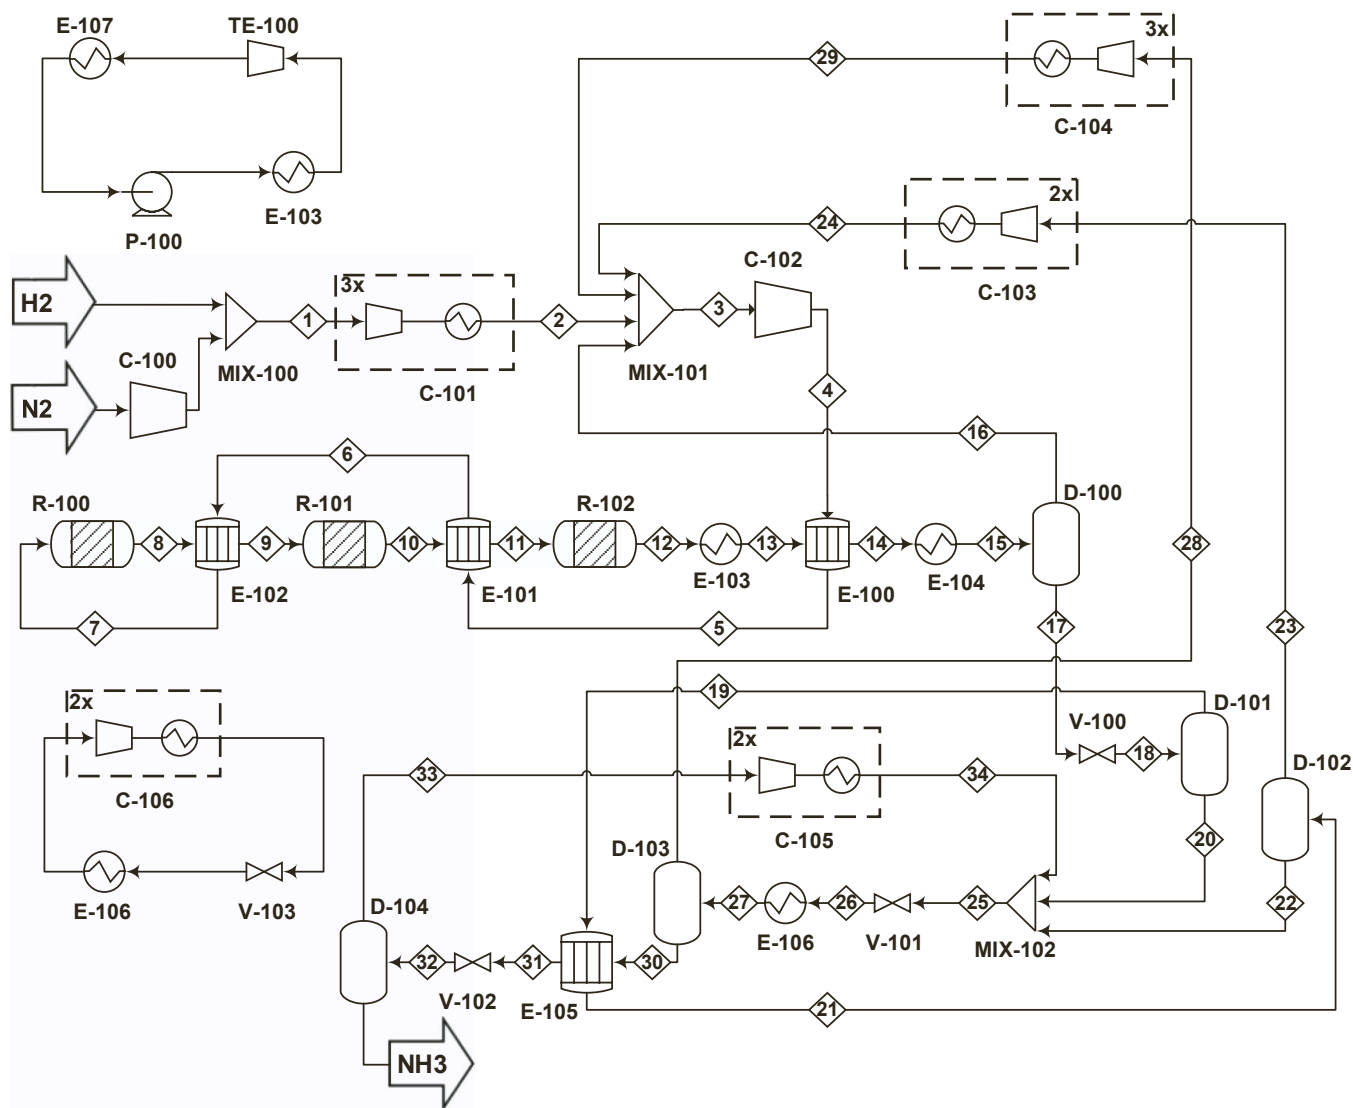 E-107
TE-100
29
3x
C-104
E-103
P-100
24
2x
C-103
H2
C-102
3x
1
2
3
MIX-100
C-100
C-101
MIX-101
N2
4
6
16
R-100
R-101
R-102
D-100
8
9
10
11
12
13
14
15
28
E-102
E-101
E-103
E-100
E-104
7
5
17
23
19
D-101
2x
V-100
18
2x
C-106
33
34
D-102
C-105
20
D-103
E-106
V-103
D-104
27
26
25
22
E-106
V-101
MIX-102
32
31
30
V-102
E-105
21
NH3